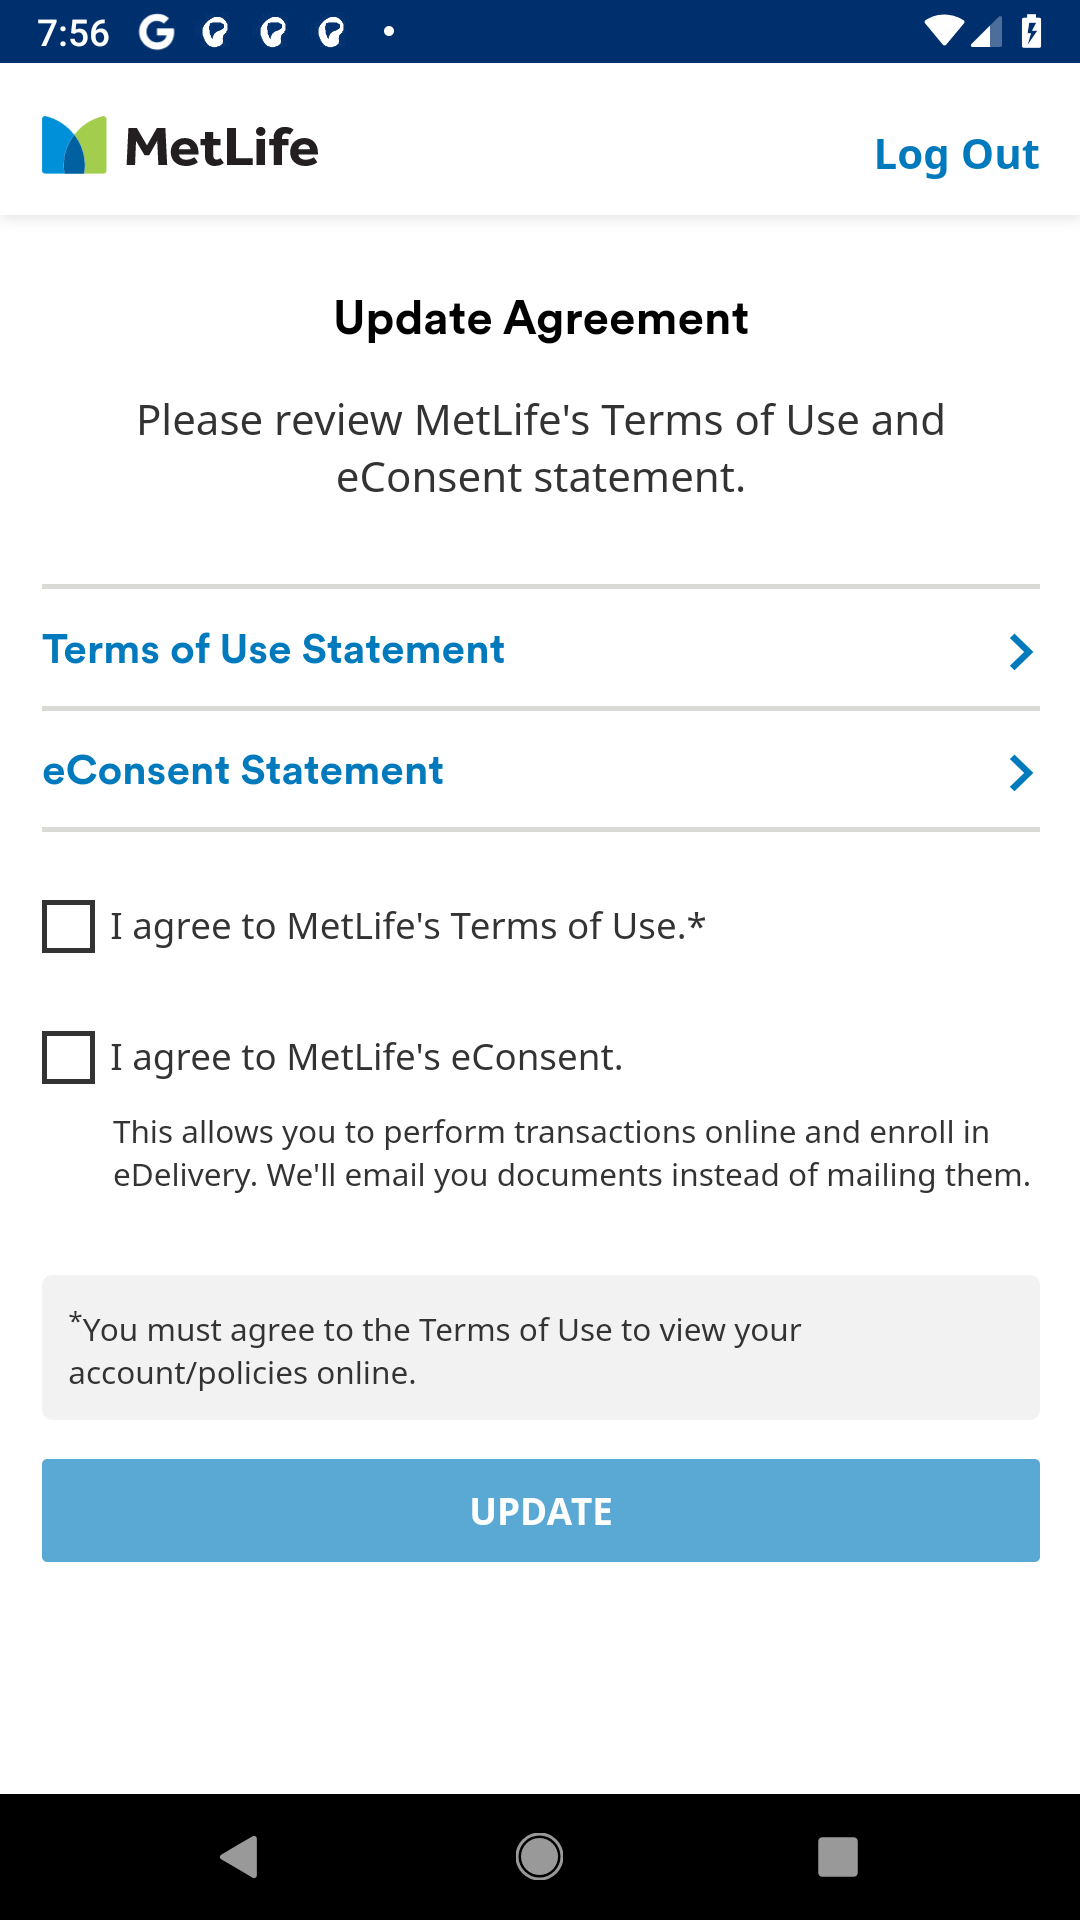 7:56
MetLife
Log Out
Update Agreement
Please review MetLife's Terms of Use and
eConsent statement.
Terms of Use Statement
eConsent Statement
I agree to MetLife's Terms of Use.*
I agree to MetLife's eConsent.
This allows you to perform transactions online and enroll in
eDelivery. We'll email you documents instead of mailing them.
*You must agree to the Terms of Use to view your
account/policies online.
UPDATE